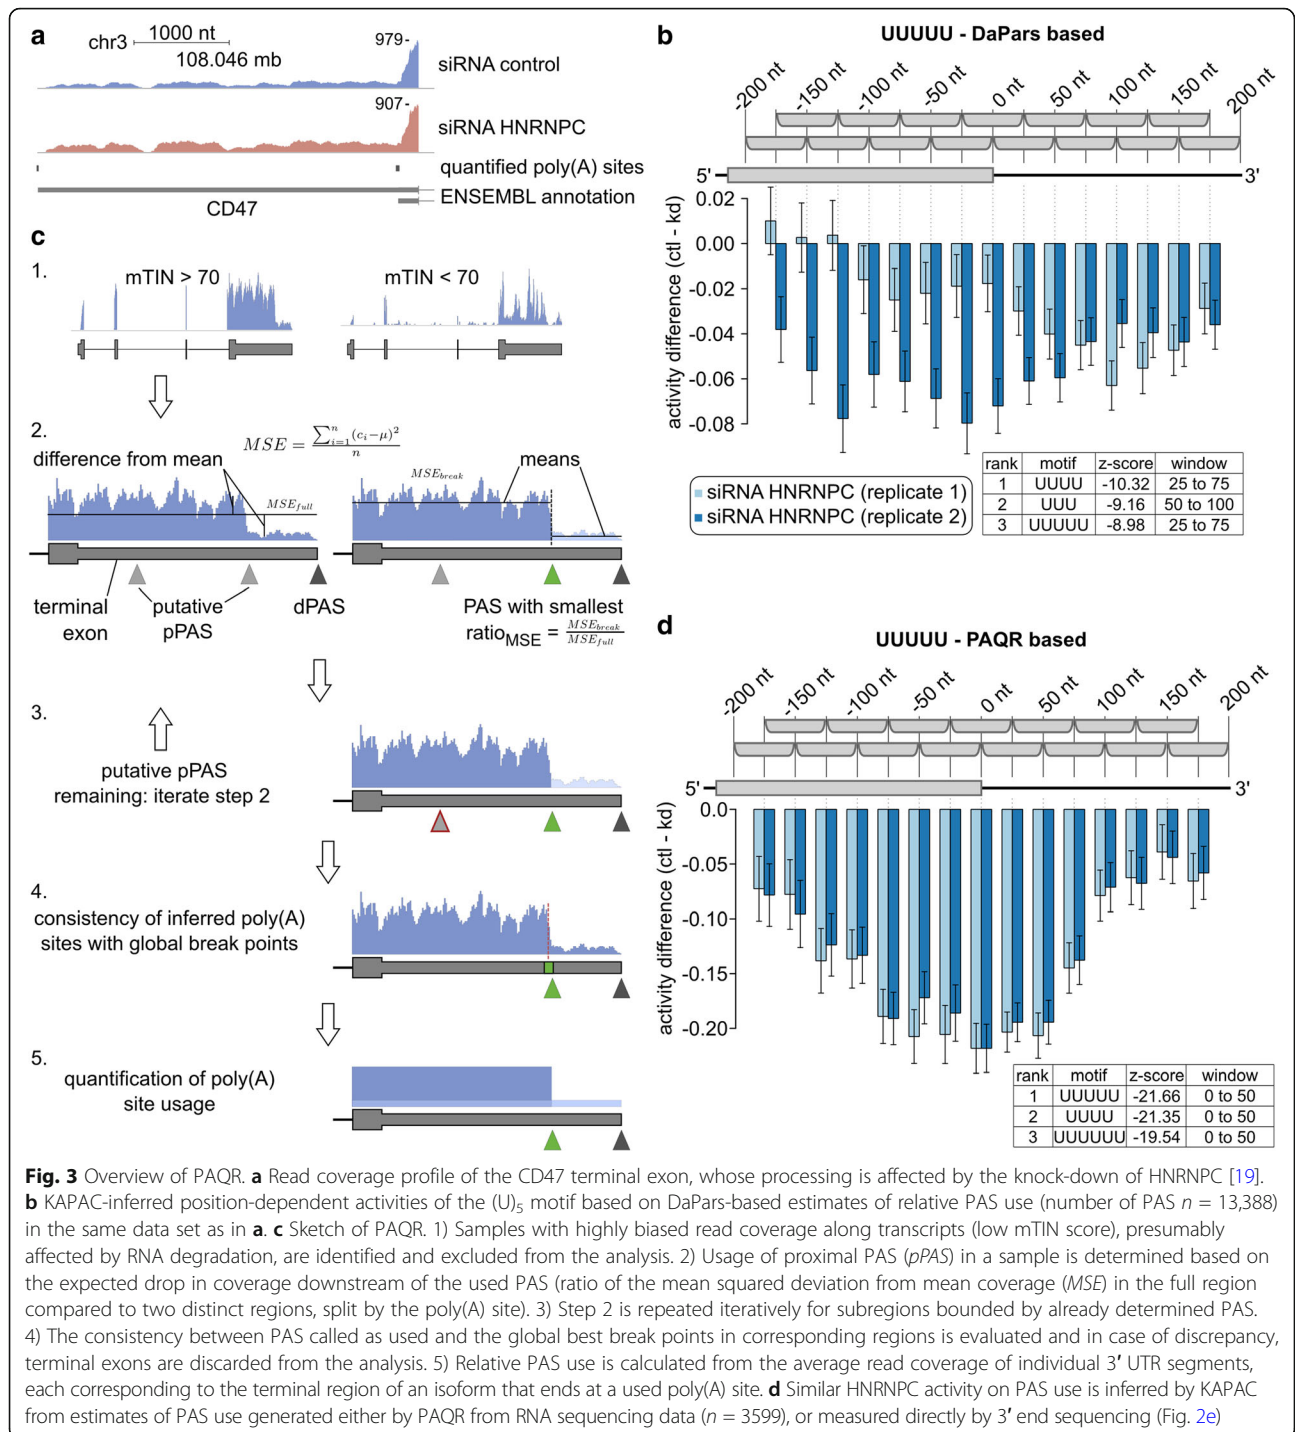 a
chr3 1000 nt
108.046 mb
979-
siRNA control
907-
siRNA HNRNPC
quantified poly(A) sites
ENSEMBL annotation
CD47
b
UUUUU - DaPars based
-200 nt -150 nt -100 nt -50 nt 0 nt 50 nt 100 nt 150 nt 200 nt
5' 3'
activity difference (ctl - kd)
0.02
0.00
-0.02
-0.04
-0.06
-0.08
siRNA HNRNPC (replicate 1)
siRNA HNRNPC (replicate 2)
rank motif z-score window
1 UUUU -10.32 25 to 75
2 UUU -9.16 50 to 100
3 UUUUU -8.98 25 to 75
c
1.
mTIN > 70 mTIN < 70
2.
MSE = \frac{\sum_{i=1}^{n}(c_i-\mu)^2}{n}
difference from mean
MSE_{full}
MSE_{break}
means
terminal
exon
putative
pPAS
dPAS
PAS with smallest
ratio_{MSE} = \frac{MSE_{break}}{MSE_{full}}
3.
putative pPAS
remaining: iterate step 2
4.
consistency of inferred poly(A)
sites with global break points
5.
quantification of poly(A)
site usage
d
UUUUU - PAQR based
-200 nt -150 nt -100 nt -50 nt 0 nt 50 nt 100 nt 150 nt 200 nt
5' 3'
activity difference (ctl - kd)
0.0
-0.05
-0.10
-0.15
-0.20
rank motif z-score window
1 UUUUU -21.66 0 to 50
2 UUUU -21.35 0 to 50
3 UUUUUU -19.54 0 to 50
Fig. 3 Overview of PAQR. a Read coverage profile of the CD47 terminal exon, whose processing is affected by the knock-down of HNRNPC [19].
b KAPAC-inferred position-dependent activities of the (U)5 motif based on DaPars-based estimates of relative PAS use (number of PAS n = 13,388)
in the same data set as in a. c Sketch of PAQR. 1) Samples with highly biased read coverage along transcripts (low mTIN score), presumably
affected by RNA degradation, are identified and excluded from the analysis. 2) Usage of proximal PAS (pPAS) in a sample is determined based on
the expected drop in coverage downstream of the used PAS (ratio of the mean squared deviation from mean coverage (MSE) in the full region
compared to two distinct regions, split by the poly(A) site). 3) Step 2 is repeated iteratively for subregions bounded by already determined PAS.
4) The consistency between PAS called as used and the global best break points in corresponding regions is evaluated and in case of discrepancy,
terminal exons are discarded from the analysis. 5) Relative PAS use is calculated from the average read coverage of individual 3′ UTR segments,
each corresponding to the terminal region of an isoform that ends at a used poly(A) site. d Similar HNRNPC activity on PAS use is inferred by KAPAC
from estimates of PAS use generated either by PAQR from RNA sequencing data (n = 3599), or measured directly by 3′ end sequencing (Fig. 2e)